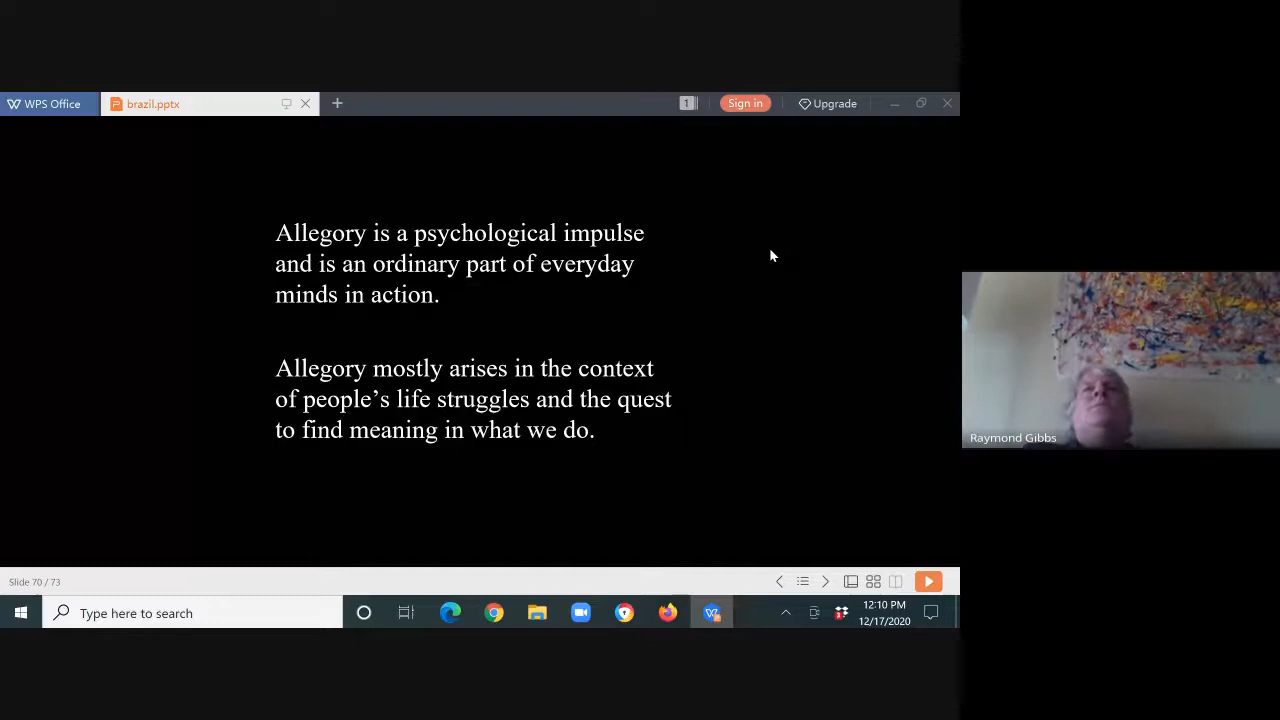 WPS Office
brazil.pptx
1
Sign in
Upgrade
Allegory is a psychological impulse
and is an ordinary part of everyday
minds in action.
Allegory mostly arises in the context
of people’s life struggles and the quest
to find meaning in what we do.
Raymond Gibbs
Slide 70 / 73
Type here to search
12:10 PM
12/17/2020